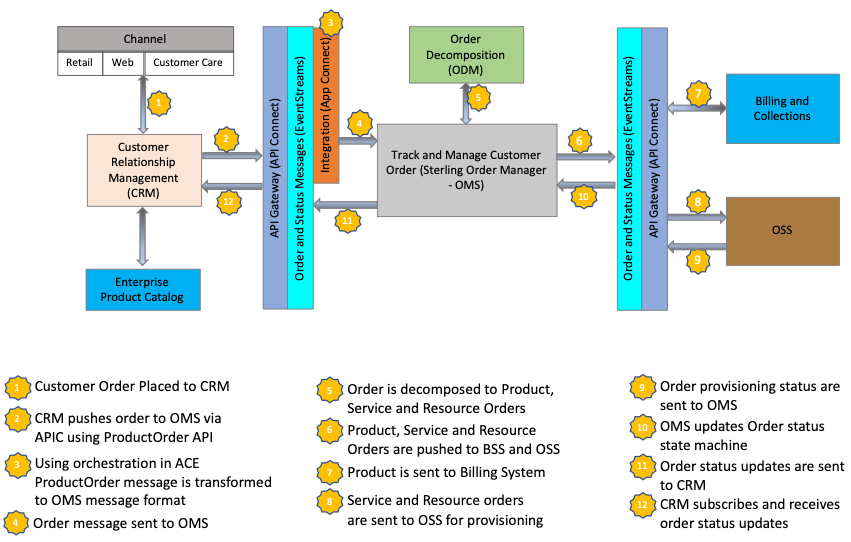 Channel
Retail
Web
Customer Care
1
Customer
Relationship
Management
(CRM)
Enterprise
Product Catalog
2
12
API Gateway (API Connect)
Order and Status Messages (EventStreams)
Integration (App Connect)
3
4
11
Order
Decomposition
(ODM)
5
Track and Manage Customer
Order (Sterling Order Manager
- OMS)
6
10
Order and Status Messages (EventStreams)
API Gateway (API Connect)
7
Billing and
Collections
8
9
OSS
1
Customer Order Placed to CRM
2
CRM pushes order to OMS via
APIC using ProductOrder API
3
Using orchestration in ACE
ProductOrder message is transformed
to OMS message format
4
Order message sent to OMS
5
Order is decomposed to Product,
Service and Resource Orders
6
Product, Service and Resource
Orders are pushed to BSS and OSS
7
Product is sent to Billing System
8
Service and Resource orders
are sent to OSS for provisioning
9
Order provisioning status are
sent to OMS
10
OMS updates Order status
state machine
11
Order status updates are sent
to CRM
12
CRM subscribes and receives
order status updates